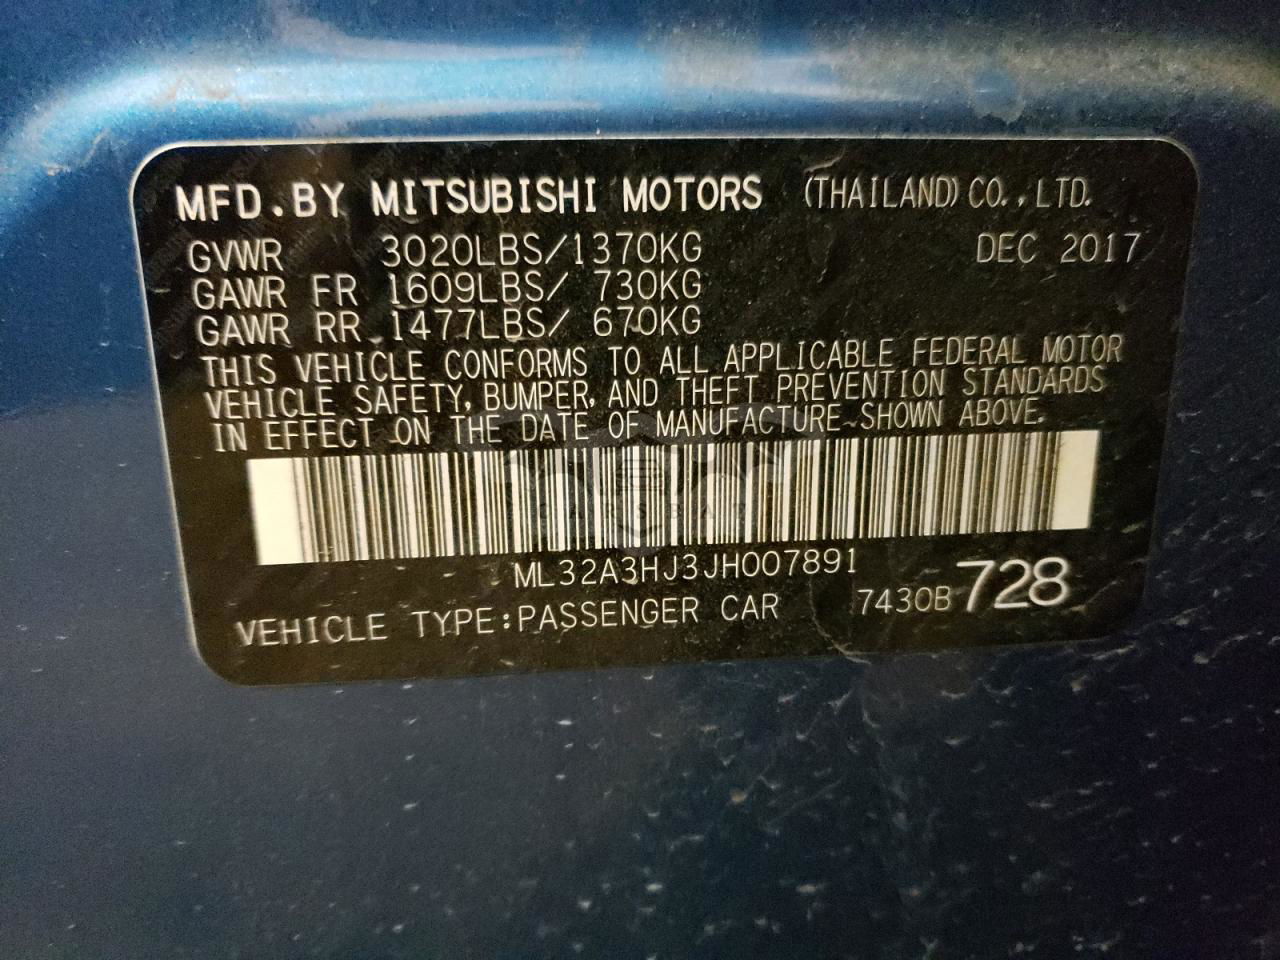 MFD.BY MITSUBISHI MOTORS (THAILAND) CO., LTD.
GVWR 3020LBS/1370KG DEC 2017
GAWR FR 1609LBS/ 730KG
GAWR RR 1477LBS/ 670KG
THIS VEHICLE CONFORMS TO ALL APPLICABLE FEDERAL MOTOR
VEHICLE SAFETY, BUMPER, AND THEFT PREVENTION STANDARDS
IN EFFECT ON THE DATE OF MANUFACTURE SHOWN ABOVE.
ML32A3HJ3JH007891
VEHICLE TYPE:PASSENGER CAR 7430B 728